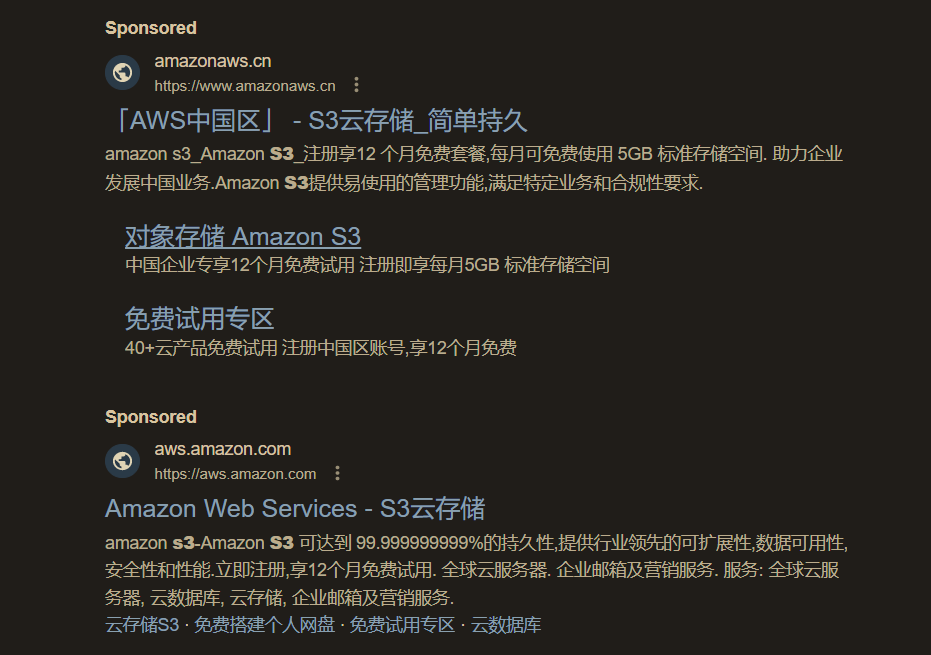 Sponsored
amazonaws.cn
https://www.amazonaws.cn
「AWS中国区」 - S3云存储_简单持久
amazon s3_Amazon S3_注册享12 个月免费套餐,每月可免费使用 5GB 标准存储空间. 助力企业
发展中国业务.Amazon S3提供易使用的管理功能,满足特定业务和合规性要求.
对象存储 Amazon S3
中国企业专享12个月免费试用 注册即享每月5GB 标准存储空间
免费试用专区
40+云产品免费试用 注册中国区账号,享12个月免费
Sponsored
aws.amazon.com
https://aws.amazon.com
Amazon Web Services - S3云存储
amazon s3-Amazon S3 可达到 99.999999999%的持久性,提供行业领先的可扩展性,数据可用性,
安全性和性能.立即注册,享12个月免费试用. 全球云服务器. 企业邮箱及营销服务. 服务: 全球云服
务器, 云数据库, 云存储, 企业邮箱及营销服务.
云存储S3 · 免费搭建个人网盘 · 免费试用专区 · 云数据库